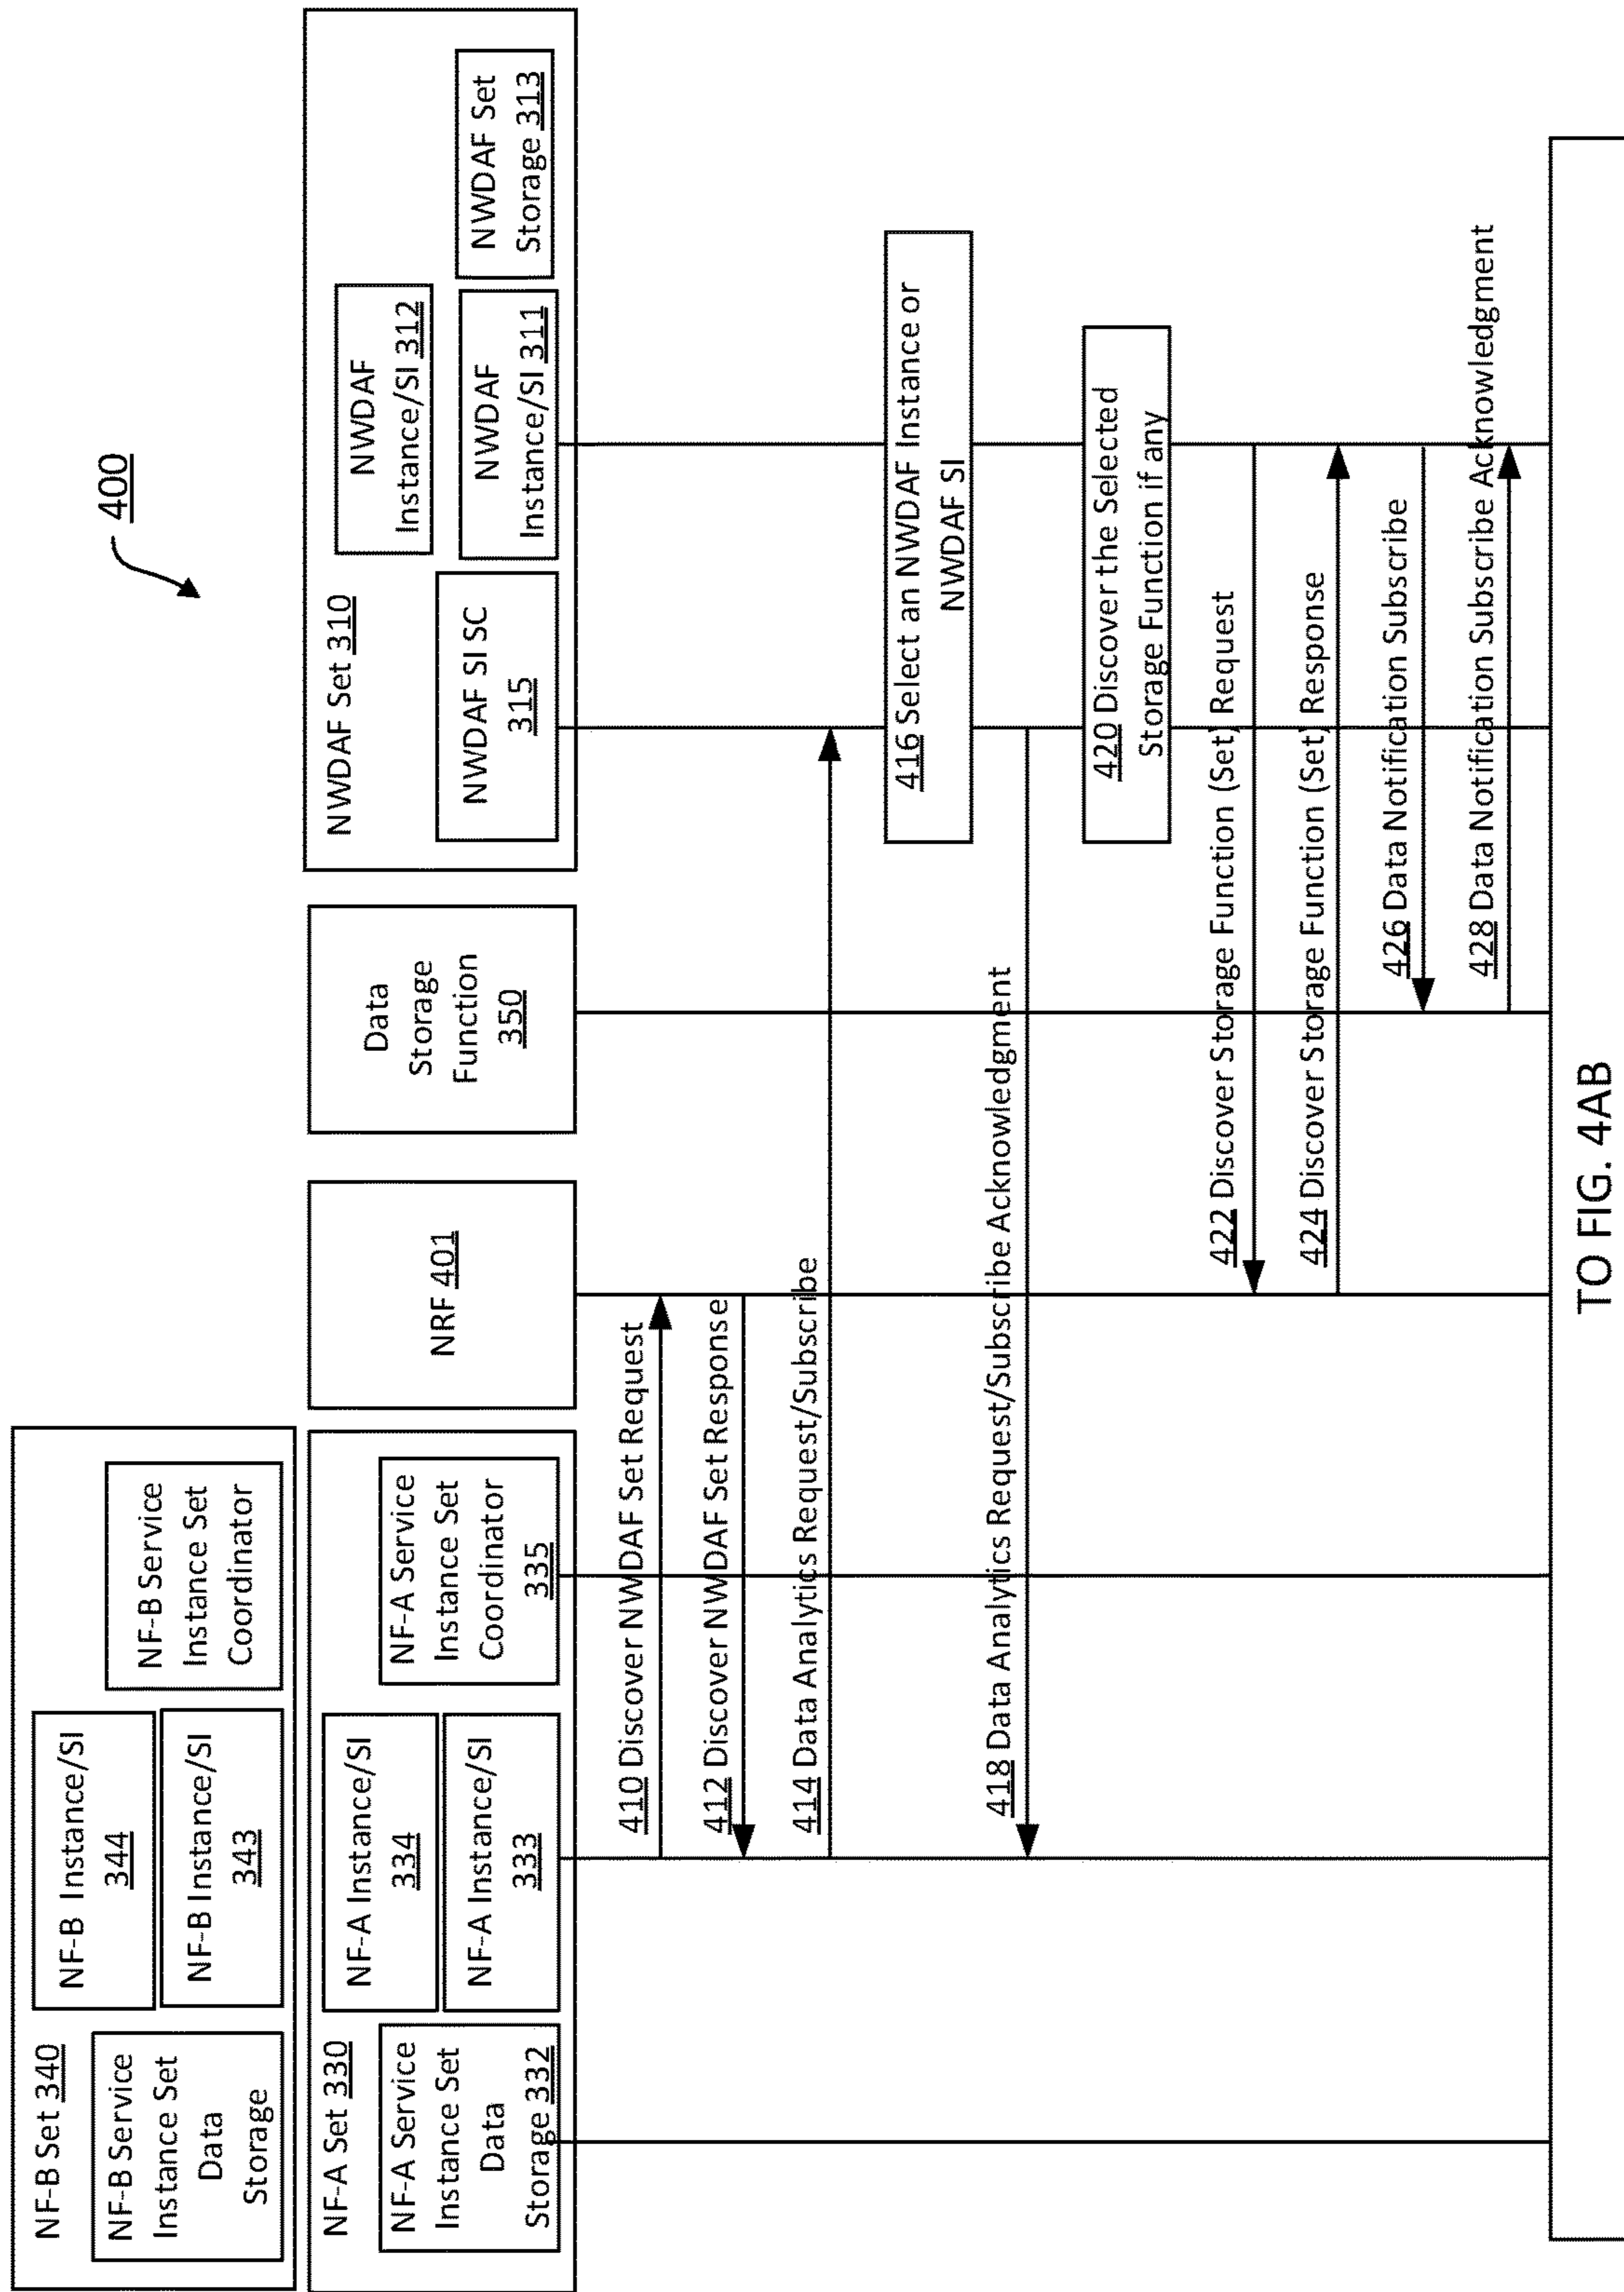 400
NF-B Set 340
NF-B Service
Instance Set
Data
Storage
NF-B Instance/SI
344
NF-B Instance/SI
343
NF-B Service
Instance Set
Coordinator
NF-A Set 330
NF-A Service
Instance Set
Data
Storage 332
NF-A Instance/SI
334
NF-A Instance/SI
333
NF-A Service
Instance Set
Coordinator
335
NRF 401
Data
Storage
Function
350
NWDAF Set 310
NWDAF SI SC
315
NWDAF
Instance/SI 312
NWDAF
Instance/SI 311
NWDAF Set
Storage 313
410 Discover NWDAF Set Request
412 Discover NWDAF Set Response
414 Data Analytics Request/Subscribe
416 Select an NWDAF Instance or
NWDAF SI
418 Data Analytics Request/Subscribe Acknowledgment
420 Discover the Selected
Storage Function if any
422 Discover Storage Function (Set) Request
424 Discover Storage Function (Set) Response
426 Data Notification Subscribe
428 Data Notification Subscribe Acknowledgment
TO FIG. 4AB